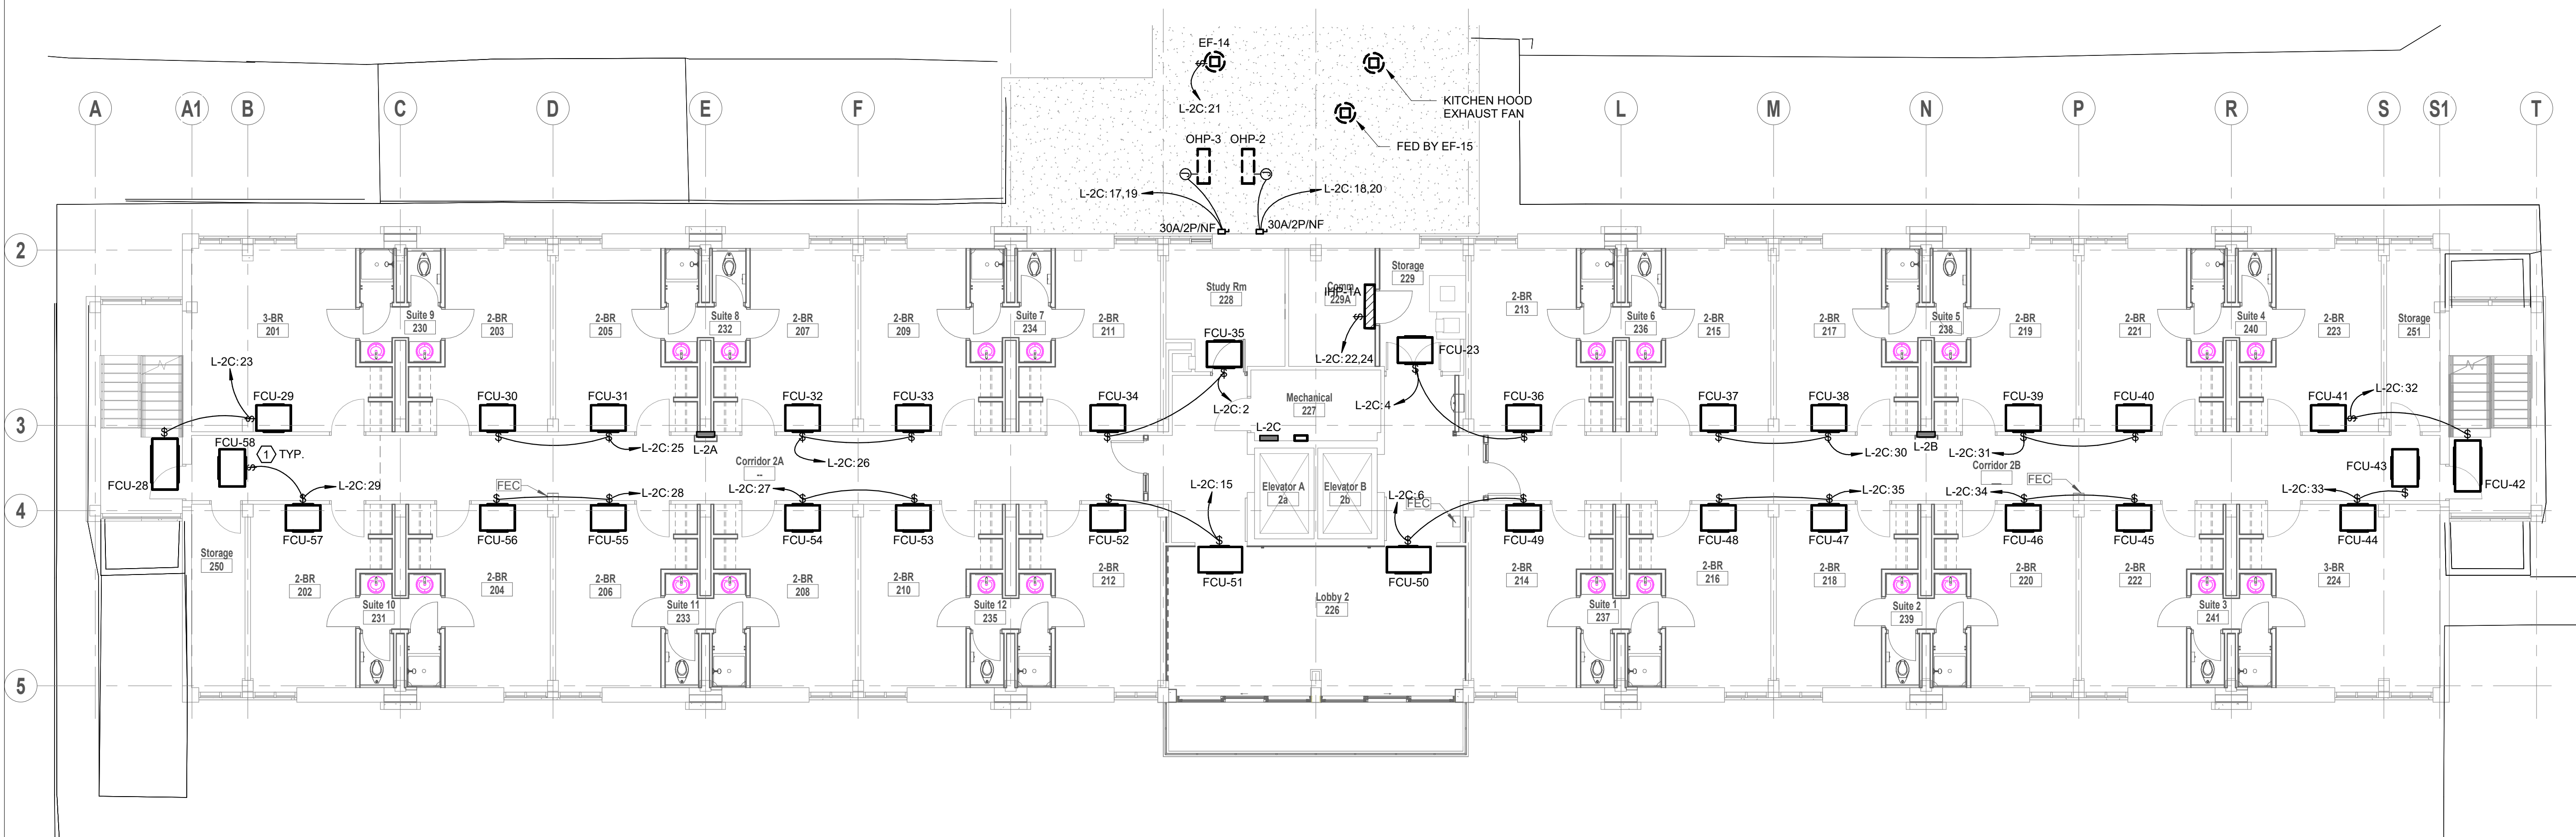 EF-14
L-2C:21
KITCHEN HOOD
EXHAUST FAN
FED BY EF-15
A
A1
B
C
D
E
F
L
M
N
P
R
S
S1
T
OHP-3
OHP-2
L-2C:17,19
L-2C:18,20
30A/2P/NF
30A/2P/NF
2
3-BR
201
Suite 9
230
2-BR
203
2-BR
205
Suite 8
232
2-BR
207
2-BR
209
Suite 7
234
2-BR
211
Study Rm
228
Comm
229A
IHP-1A
Storage
229
2-BR
213
Suite 6
236
2-BR
215
2-BR
217
Suite 5
238
2-BR
219
2-BR
221
Suite 4
240
2-BR
223
Storage
251
L-2C:23
FCU-35
L-2C:22,24
FCU-23
FCU-29
FCU-30
FCU-31
FCU-32
FCU-33
FCU-34
L-2C:2
Mechanical
227
L-2C:4
FCU-36
FCU-37
FCU-38
FCU-39
FCU-40
FCU-41
L-2C:32
3
FCU-58
1 TYP.
L-2C:25
L-2A
L-2C:26
L-2C
L-2C:30
L-2B
L-2C:31
Corridor 2A
--
Corridor 2B
FCU-28
L-2C:29
FEC
L-2C:28
L-2C:27
L-2C:15
Elevator A
2a
Elevator B
2b
L-2C:6
FEC
L-2C:35
L-2C:34
FEC
L-2C:33
FCU-43
FCU-42
4
FCU-57
FCU-56
FCU-55
FCU-54
FCU-53
FCU-52
FCU-51
FCU-50
FCU-49
FCU-48
FCU-47
FCU-46
FCU-45
FCU-44
Storage
250
2-BR
202
Suite 10
231
2-BR
204
2-BR
206
Suite 11
233
2-BR
208
2-BR
210
Suite 12
235
2-BR
212
Lobby 2
226
2-BR
214
Suite 1
237
2-BR
216
2-BR
218
Suite 2
239
2-BR
220
2-BR
222
Suite 3
241
3-BR
224
5